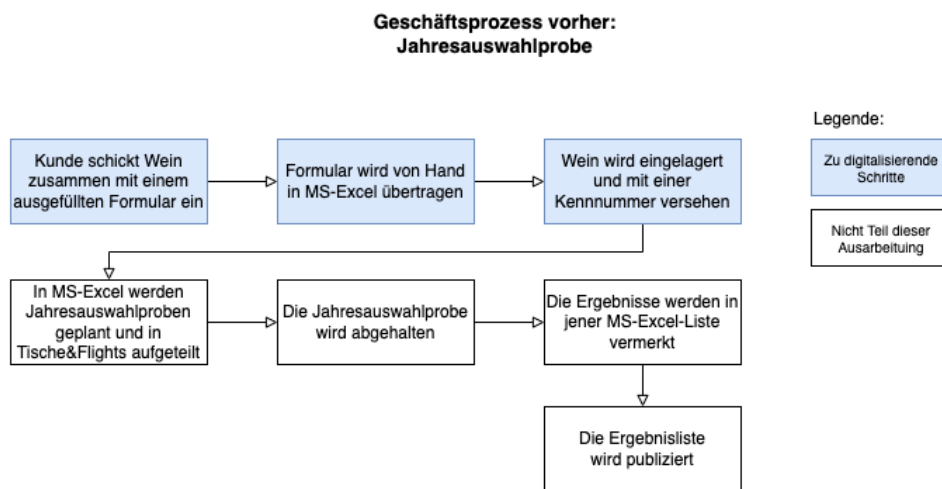 Geschäftsprozess vorher:
Jahresauswahlprobe
Legende:
Kunde schickt Wein
zusammen mit einem
ausgefüllten Formular ein
Formular wird von Hand
in MS-Excel übertragen
Wein wird eingelagert
und mit einer
Kennnummer versehen
Zu digitalisierende
Schritte
Nicht Teil dieser
Ausarbeituing
In MS-Excel werden
Jahresauswahlproben
geplant und in
Tische&Flights aufgeteilt
Die Jahresauswahlprobe
wird abgehalten
Die Ergebnisse werden in
jener MS-Excel-Liste
vermerkt
Die Ergebnisliste
wird publiziert